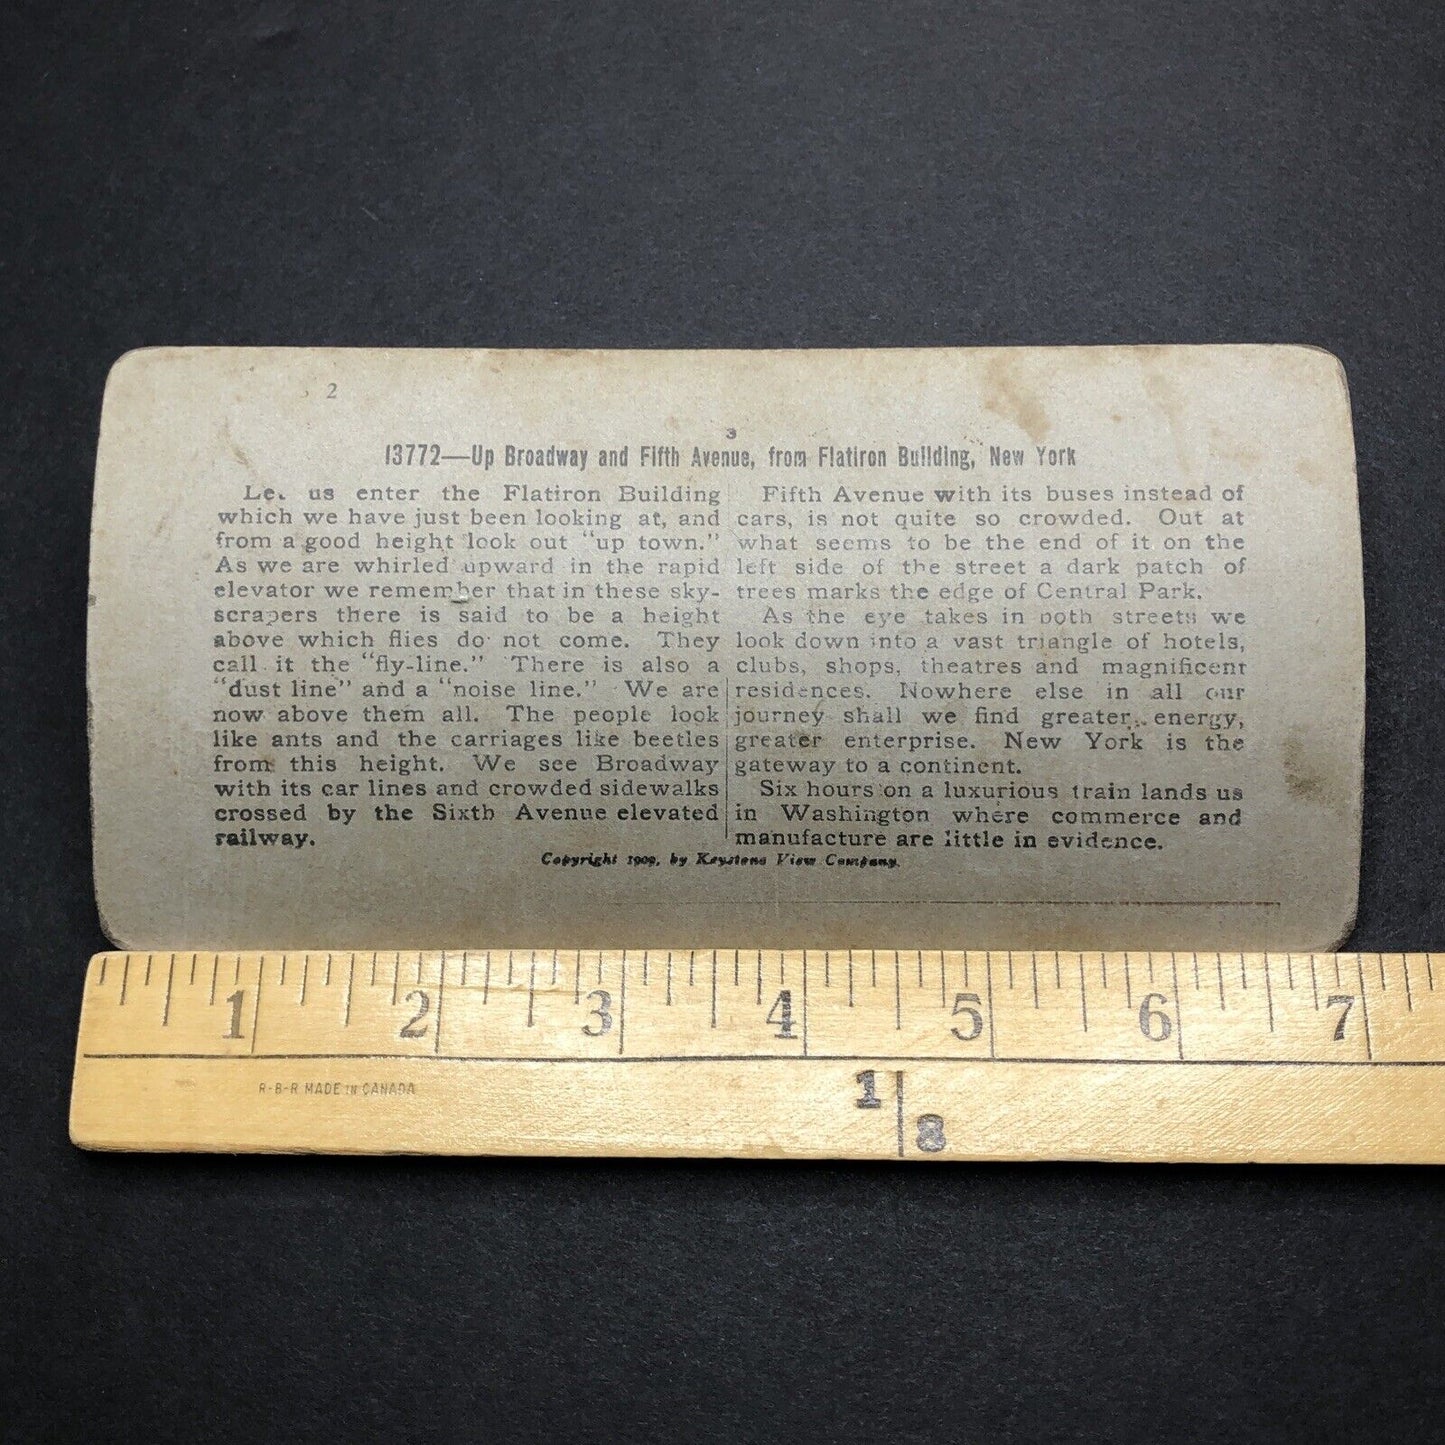 2
3
13772—Up Broadway and Fifth Avenue, from Flatiron Building, New York
Let us enter the Flatiron Building
which we have just been looking at, and
from a good height look out "up town."
As we are whirled upward in the rapid
elevator we remember that in these sky-
scrapers there is said to be a height
above which flies do not come. They
call it the "fly-line." There is also a
"dust line" and a "noise line." We are
now above them all. The people look
like ants and the carriages like beetles
from this height. We see Broadway
with its car lines and crowded sidewalks
crossed by the Sixth Avenue elevated
railway.
Fifth Avenue with its buses instead of
cars, is not quite so crowded. Out at
what seems to be the end of it on the
left side of the street a dark patch of
trees marks the edge of Central Park.
As the eye takes in both streets we
look down into a vast triangle of hotels,
clubs, shops, theatres and magnificent
residences. Nowhere else in all our
journey shall we find greater energy,
greater enterprise. New York is the
gateway to a continent.
Six hours on a luxurious train lands us
in Washington where commerce and
manufacture are little in evidence.
Copyright 1909, by Keystone View Company.
1 2 3 4 5 6 7
R-B-R MADE IN CANADA
1
8